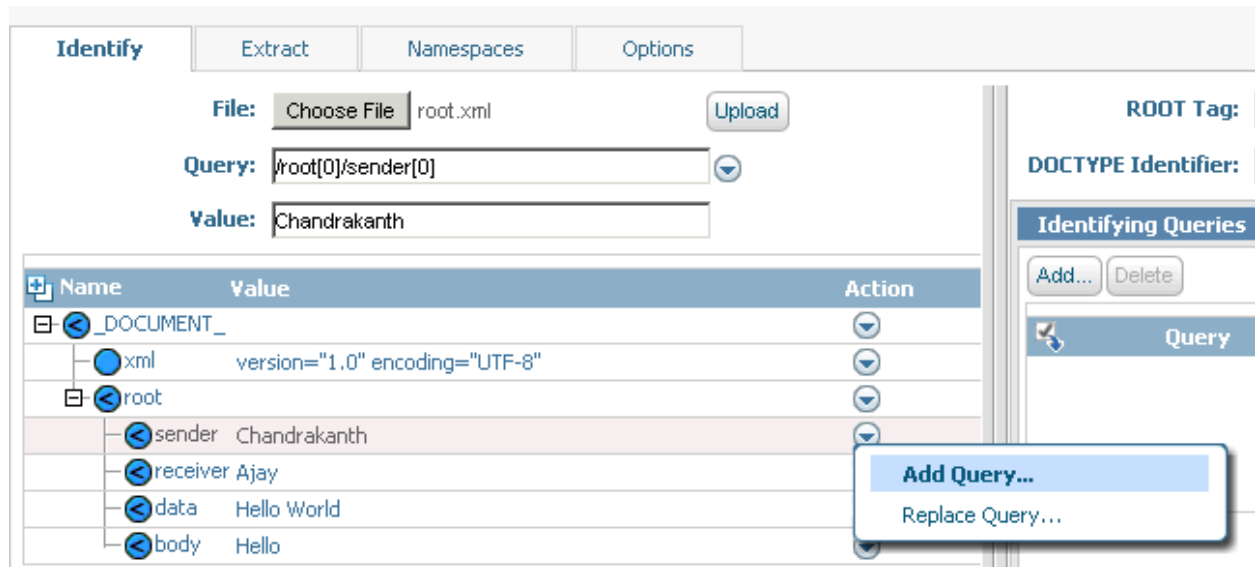 Identify Extract Namespaces Options
File: Choose File root.xml Upload
Query: /root[0]/sender[0]
Value: Chandrakanth
Name Value Action
_DOCUMENT_
xml version="1.0" encoding="UTF-8"
root
sender Chandrakanth
receiver Ajay
data Hello World
body Hello
Add Query...
Replace Query...
ROOT Tag:
DOCTYPE Identifier:
Identifying Queries
Add... Delete
Query